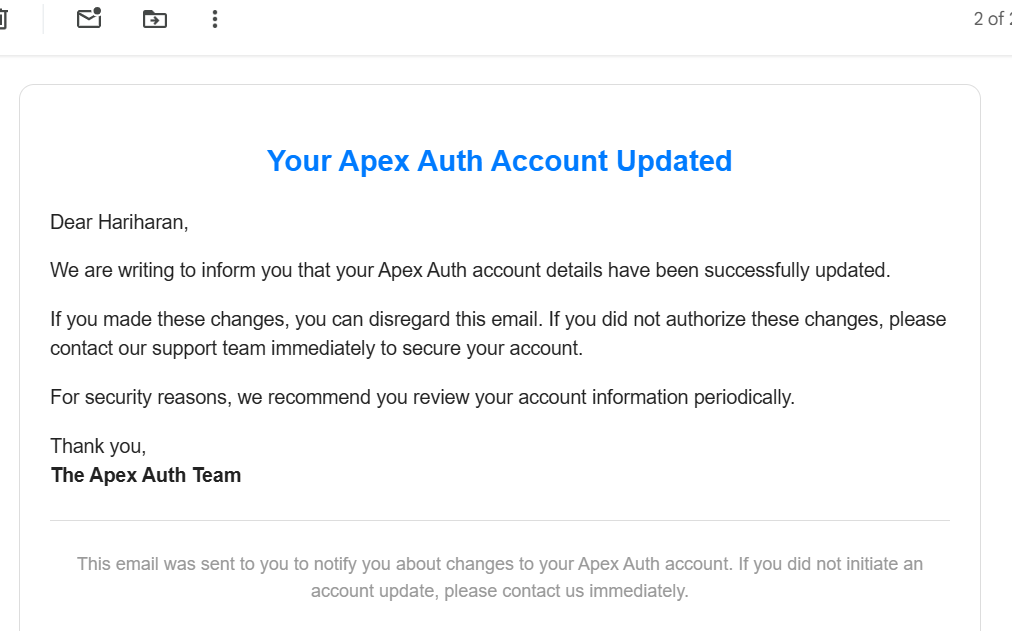 2 of
Your Apex Auth Account Updated
Dear Hariharan,
We are writing to inform you that your Apex Auth account details have been successfully updated.
If you made these changes, you can disregard this email. If you did not authorize these changes, please
contact our support team immediately to secure your account.
For security reasons, we recommend you review your account information periodically.
Thank you,
The Apex Auth Team
This email was sent to you to notify you about changes to your Apex Auth account. If you did not initiate an
account update, please contact us immediately.